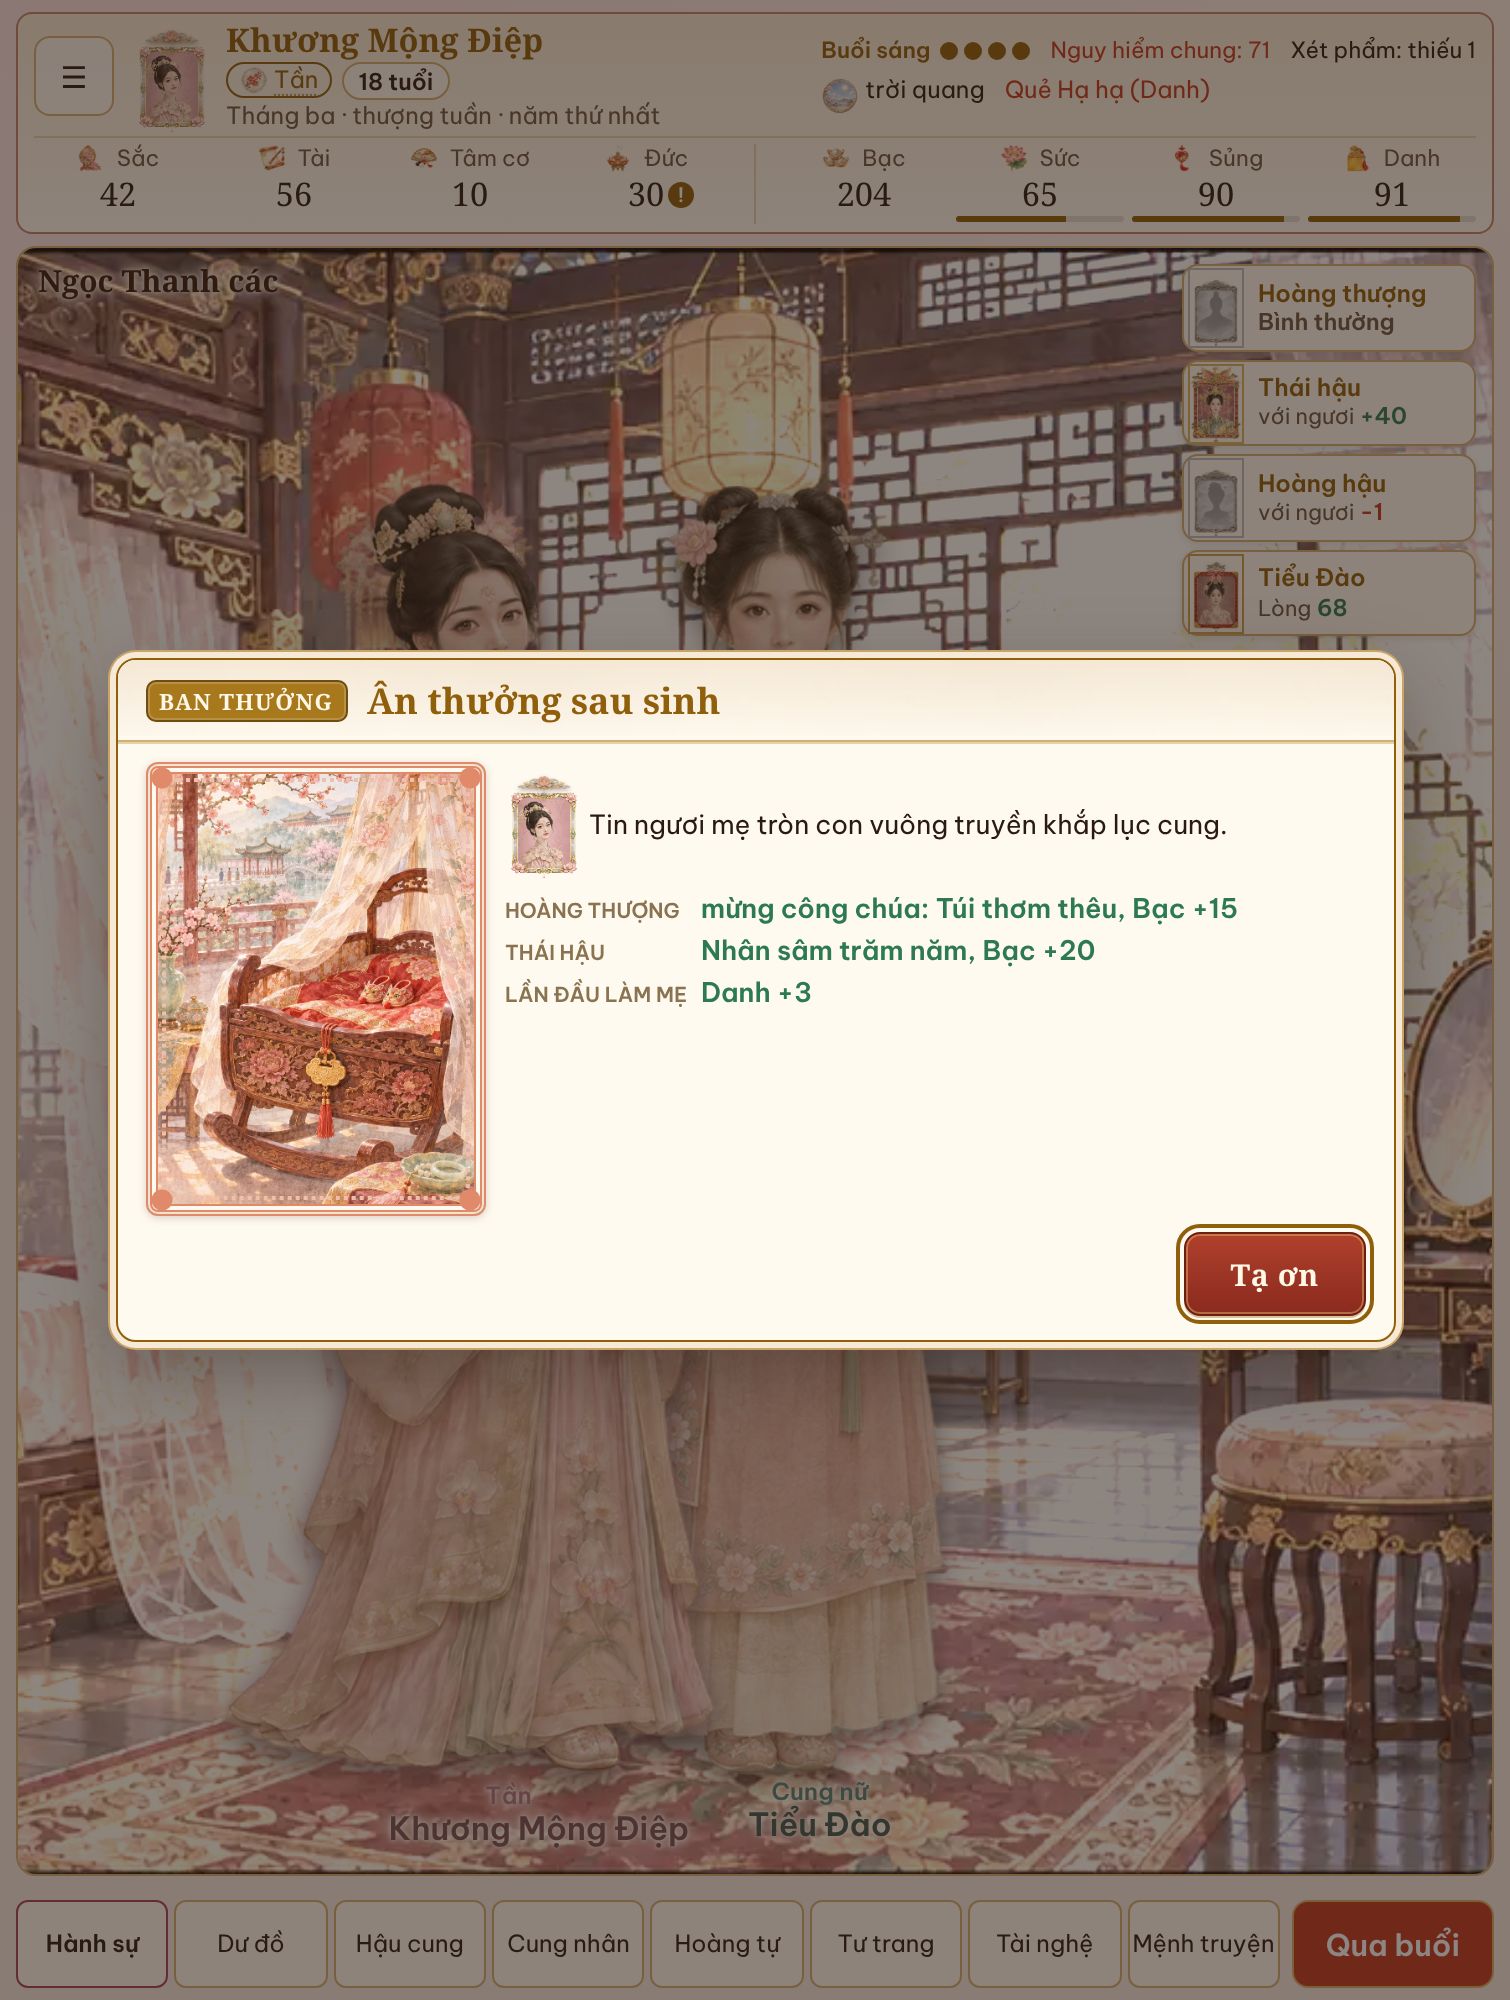 Khương Mộng Điệp
Tần
18 tuổi
Tháng ba · thượng tuần · năm thứ nhất
Buổi sáng
Nguy hiểm chung: 71
Xét phẩm: thiếu 1
trời quang
Quẻ Hạ hạ (Danh)
Sắc
Tài
Tâm cơ
Đức
Bạc
Sức
Sủng
Danh
42
56
10
30
!
204
65
90
91
Ngọc Thanh các
Hoàng thượng
Bình thường
Thái hậu
với ngươi +40
Hoàng hậu
với ngươi -1
Tiểu Đào
Lòng 68
BAN THƯỞNG
Ân thưởng sau sinh
Tin ngươi mẹ tròn con vuông truyền khắp lục cung.
HOÀNG THƯỢNG mừng công chúa: Túi thơm thêu, Bạc +15
THÁI HẬU Nhân sâm trăm năm, Bạc +20
LẦN ĐẦU LÀM MẸ Danh +3
Tạ ơn
Tần
Khương Mộng Điệp
Cung nữ
Tiểu Đào
Hành sự
Dư đồ
Hậu cung
Cung nhân
Hoàng tự
Tư trang
Tài nghệ
Mệnh truyện
Qua buổi